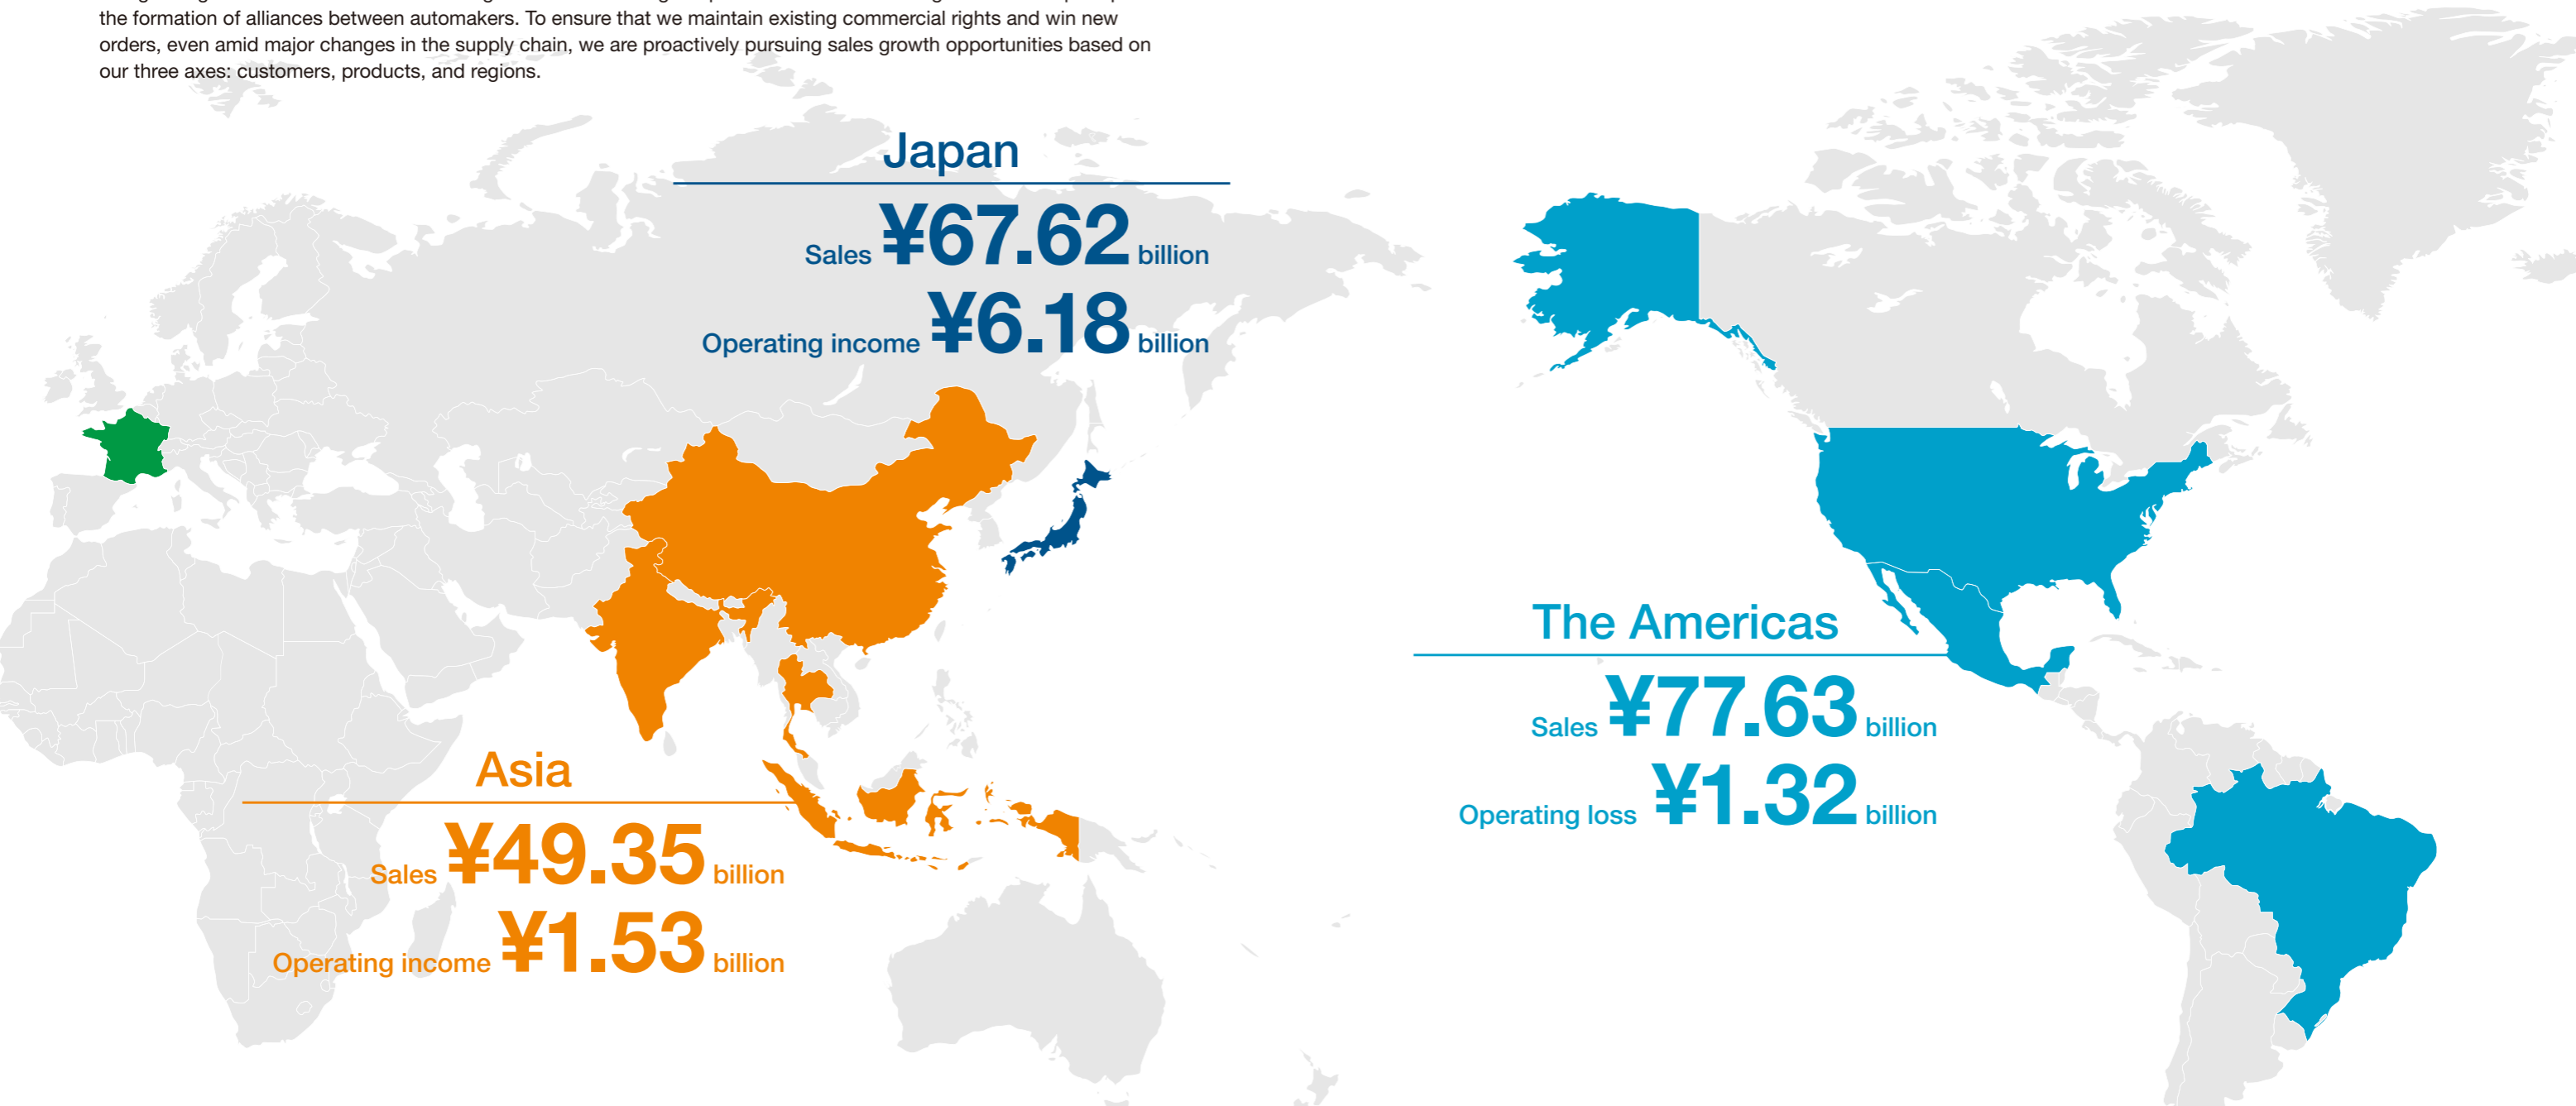 the formation of alliances between automakers. To ensure that we maintain existing commercial rights and win new
orders, even amid major changes in the supply chain, we are proactively pursuing sales growth opportunities based on
our three axes: customers, products, and regions.
Japan
Sales ¥67.62 billion
Operating income ¥6.18 billion
The Americas
Sales ¥77.63 billion
Operating loss ¥1.32 billion
Asia
Sales ¥49.35 billion
Operating income ¥1.53 billion